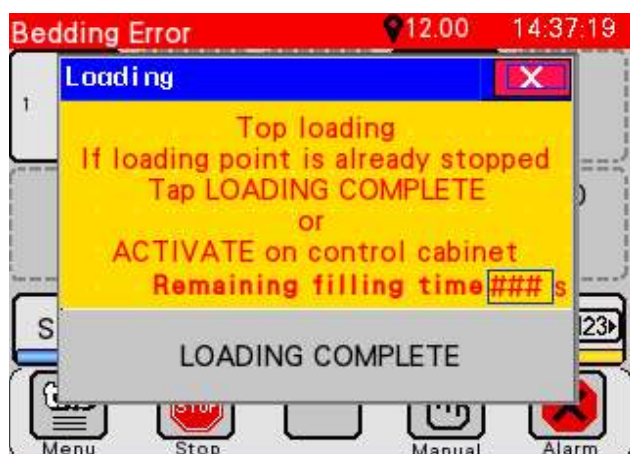 Bedding Error 12.00 14:37:19
Loading X
1
Top loading
If loading point is already stopped
Tap LOADING COMPLETE
or
ACTIVATE on control cabinet
Remaining filling time ### s
S 23
LOADING COMPLETE
STOP
Menu Stop Manual Alarm